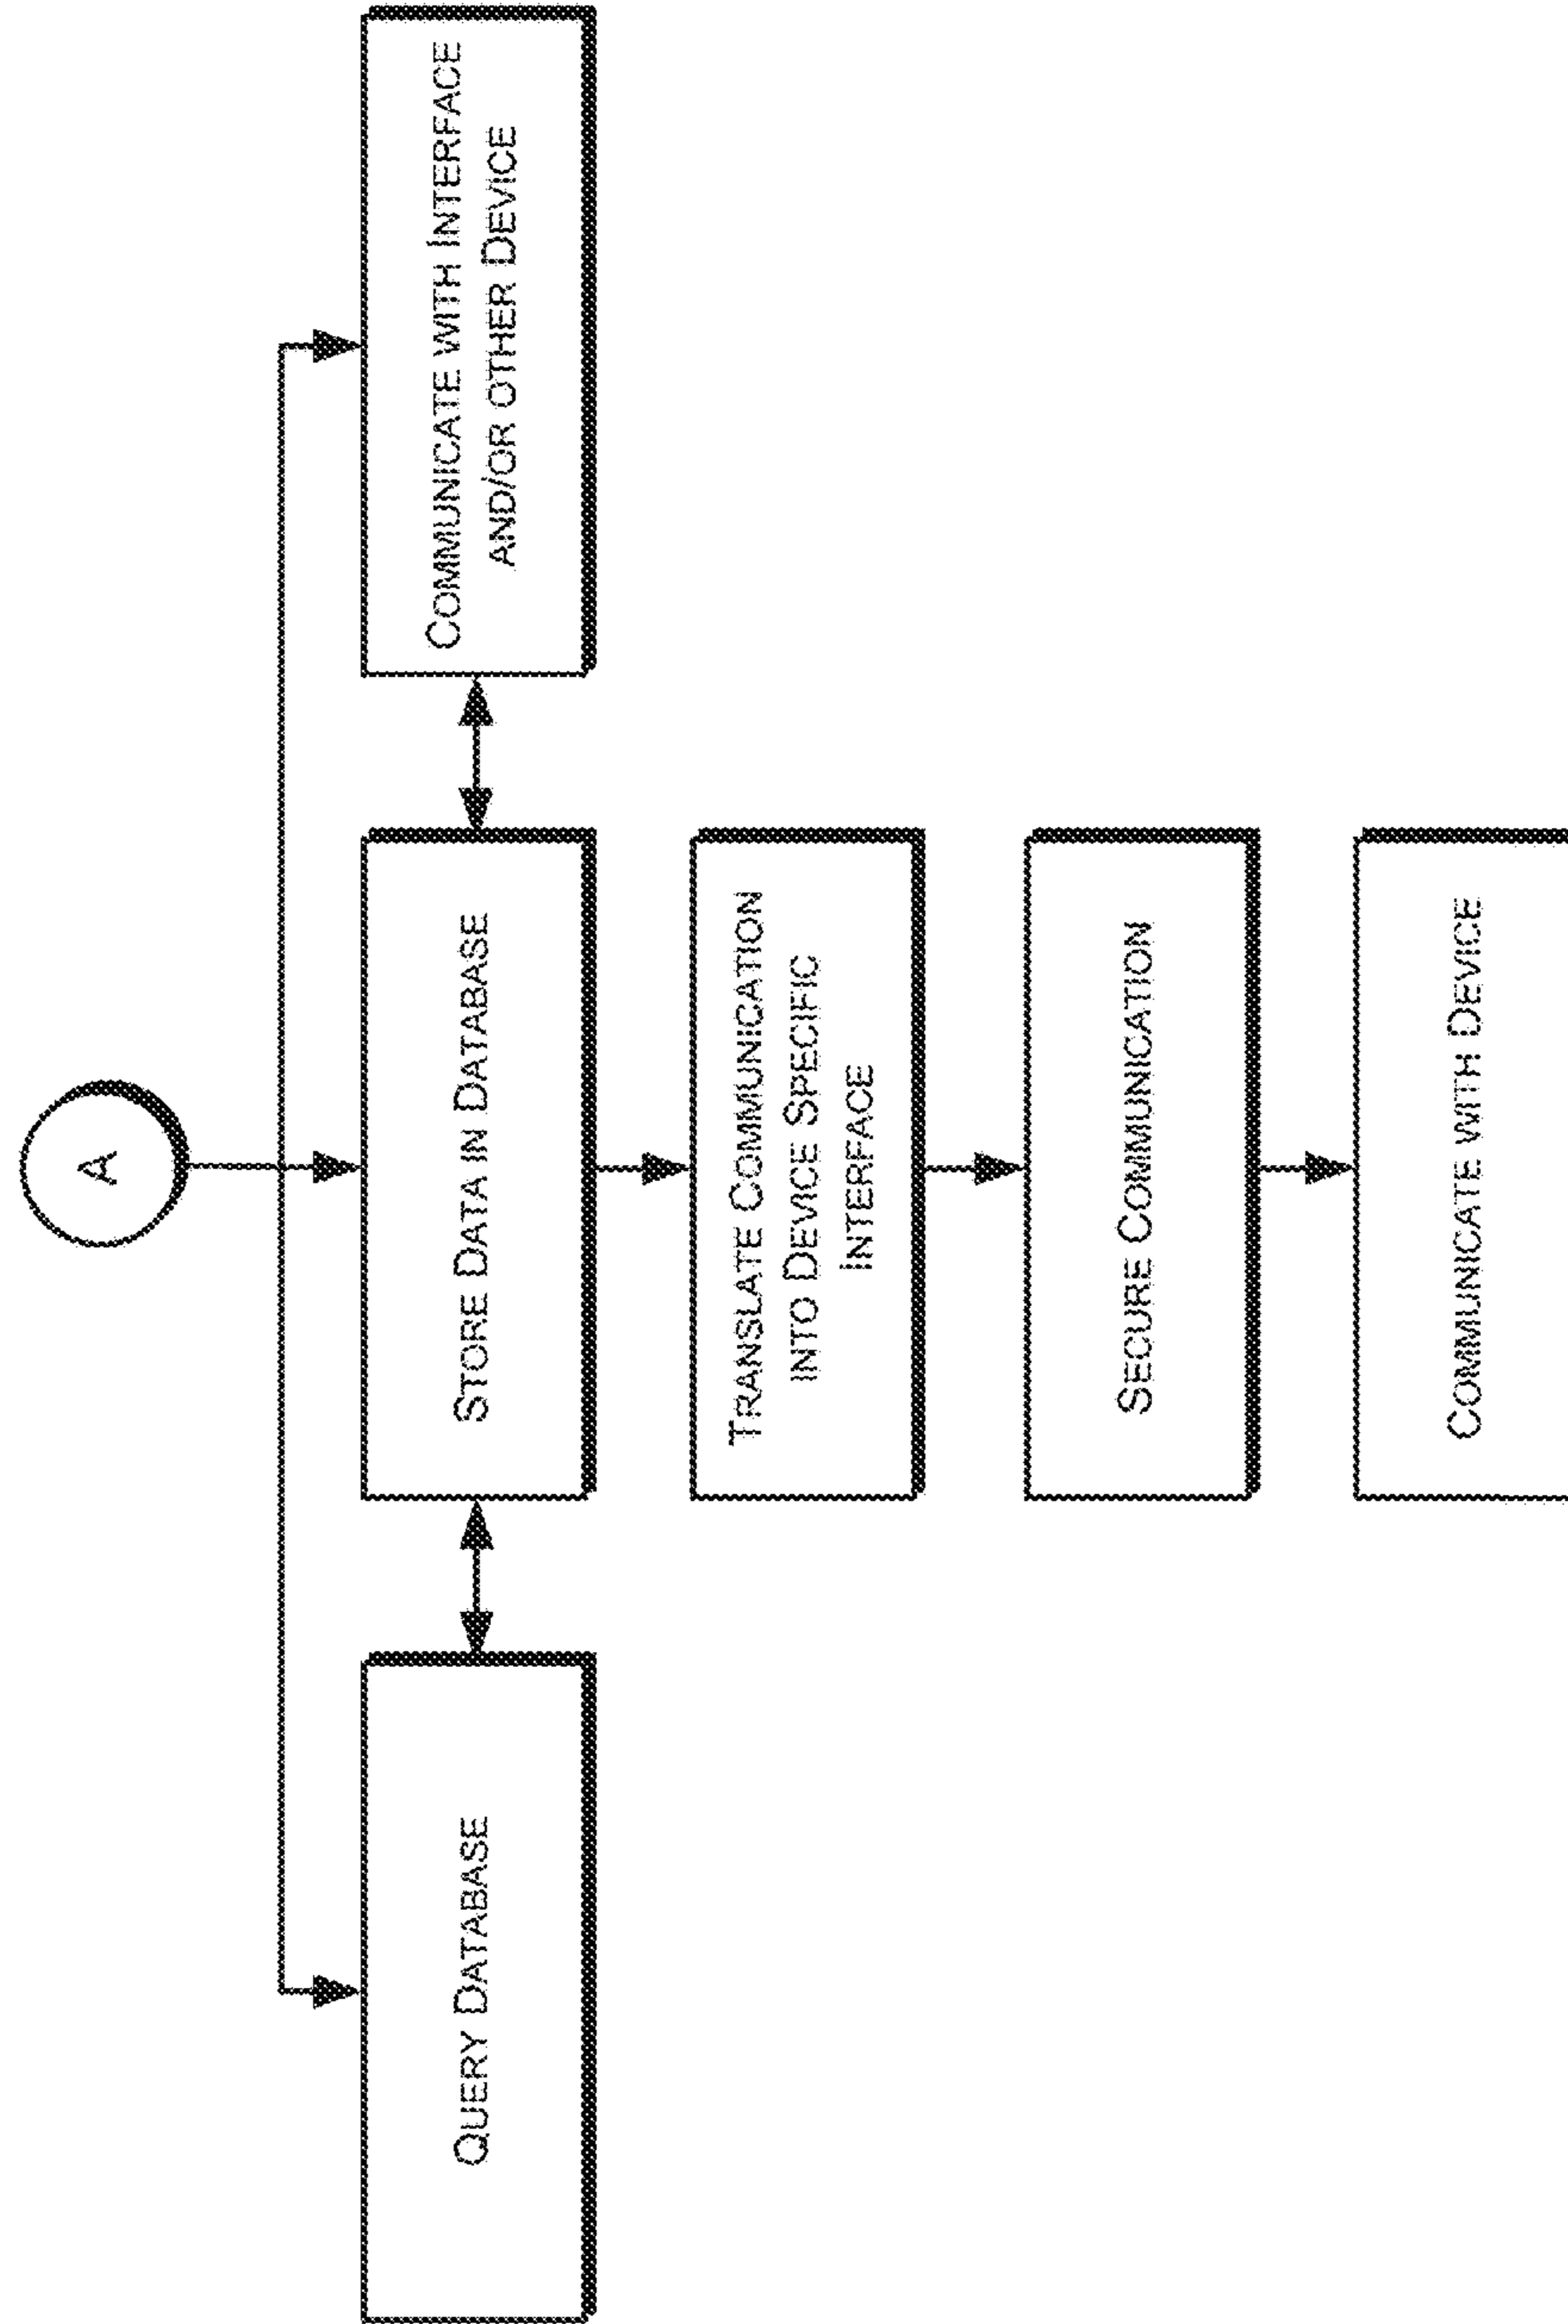 A
QUERY DATABASE
STORE DATA IN DATABASE
COMMUNICATE WITH INTERFACE
AND/OR OTHER DEVICE
TRANSLATE COMMUNICATION
INTO DEVICE SPECIFIC
INTERFACE
SECURE COMMUNICATION
COMMUNICATE WITH DEVICE